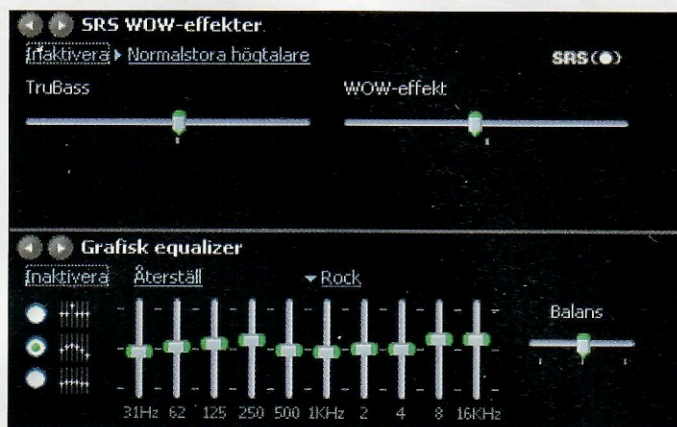 SRS WOW-effekter
Inaktivera Normalstora högtalare SRS
TruBass WOW-effekt
Grafisk equalizer
Inaktivera Återställ Rock
Balans
31Hz 62 125 250 500 1KHz 2 4 8 16KHz